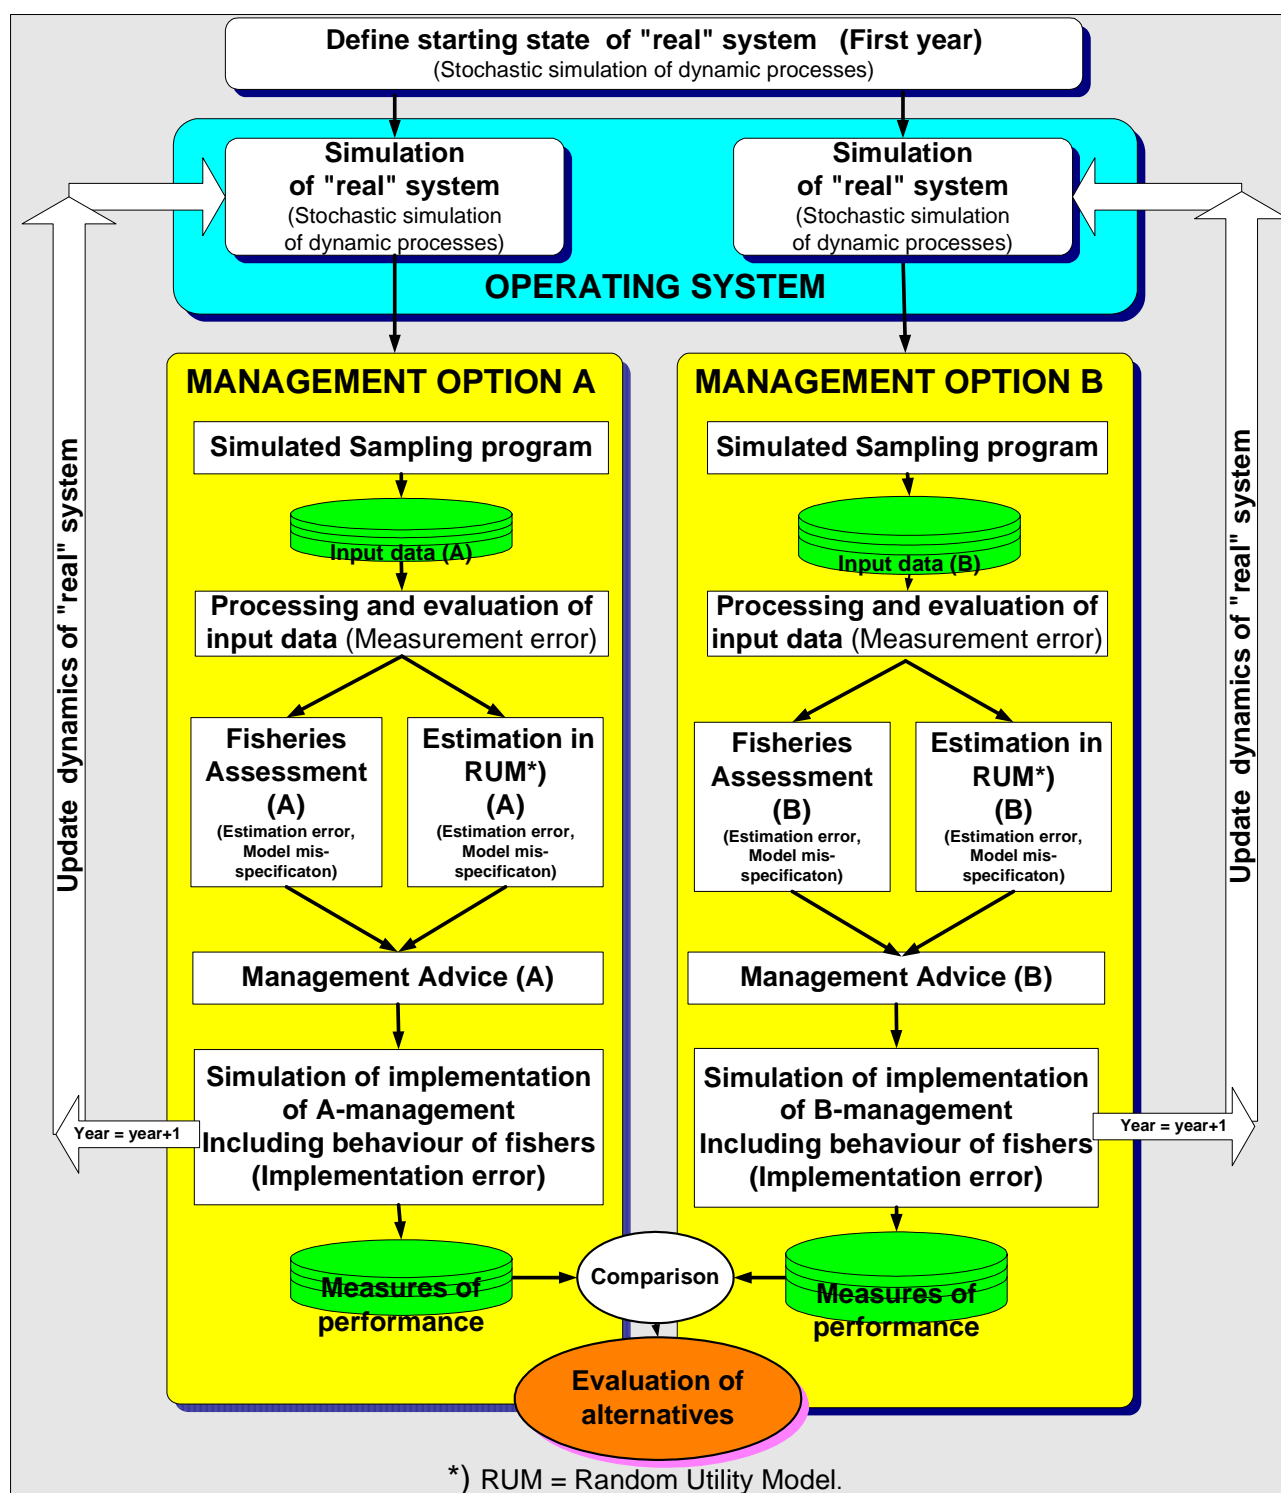 Define starting state of "real" system (First year)
(Stochastic simulation of dynamic processes)
Simulation
of "real" system
(Stochastic simulation
of dynamic processes)
Simulation
of "real" system
(Stochastic simulation
of dynamic processes)
OPERATING SYSTEM
Update dynamics of "real" system
MANAGEMENT OPTION A
Simulated Sampling program
Input data (A)
Processing and evaluation of
input data (Measurement error)
Fisheries
Assessment
(A)
(Estimation error,
Model mis-
specificaton)
Estimation in
RUM*)
(A)
(Estimation error,
Model mis-
specificaton)
Management Advice (A)
Simulation of implementation
of A-management
Including behaviour of fishers
(Implementation error)
Year = year+1
Measures of
performance
MANAGEMENT OPTION B
Simulated Sampling program
Input data (B)
Processing and evaluation of
input data (Measurement error)
Fisheries
Assessment
(B)
(Estimation error,
Model mis-
specificaton)
Estimation in
RUM*)
(B)
(Estimation error,
Model mis-
specificaton)
Management Advice (B)
Simulation of implementation
of B-management
Including behaviour of fishers
(Implementation error)
Year = year+1
Measures of
performance
Update dynamics of "real" system
Comparison
Evaluation of
alternatives
*) RUM = Random Utility Model.